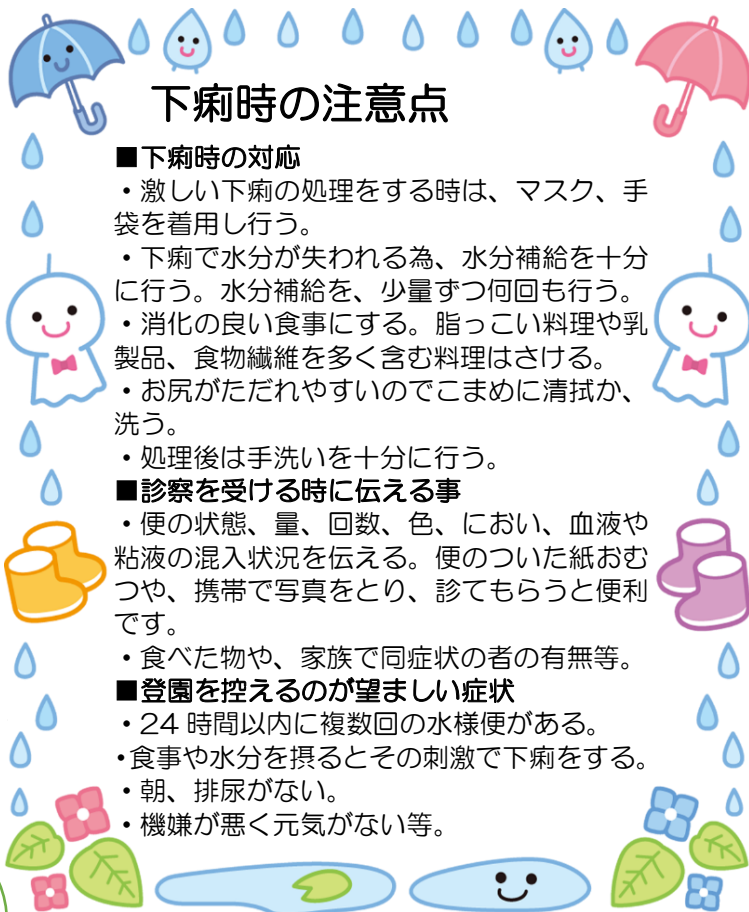 下痢時の注意点
■下痢時の対応
・激しい下痢の処理をする時は、マスク、手
袋を着用し行う。
・下痢で水分が失われる為、水分補給を十分
に行う。水分補給を、少量ずつ何回も行う。
・消化の良い食事にする。脂っこい料理や乳
製品、食物繊維を多く含む料理はさける。
・お尻がただれやすいのでこまめに清拭か、
洗う。
・処理後は手洗いを十分に行う。
■診察を受ける時に伝える事
・便の状態、量、回数、色、におい、血液や
粘液の混入状況を伝える。便のついた紙おむ
つや、携帯で写真をとり、診てもらうと便利
です。
・食べた物や、家族で同症状の者の有無等。
■登園を控えるのが望ましい症状
・24 時間以内に複数回の水様便がある。
・食事や水分を摂るとその刺激で下痢をする。
・朝、排尿がない。
・機嫌が悪く元気がない等。